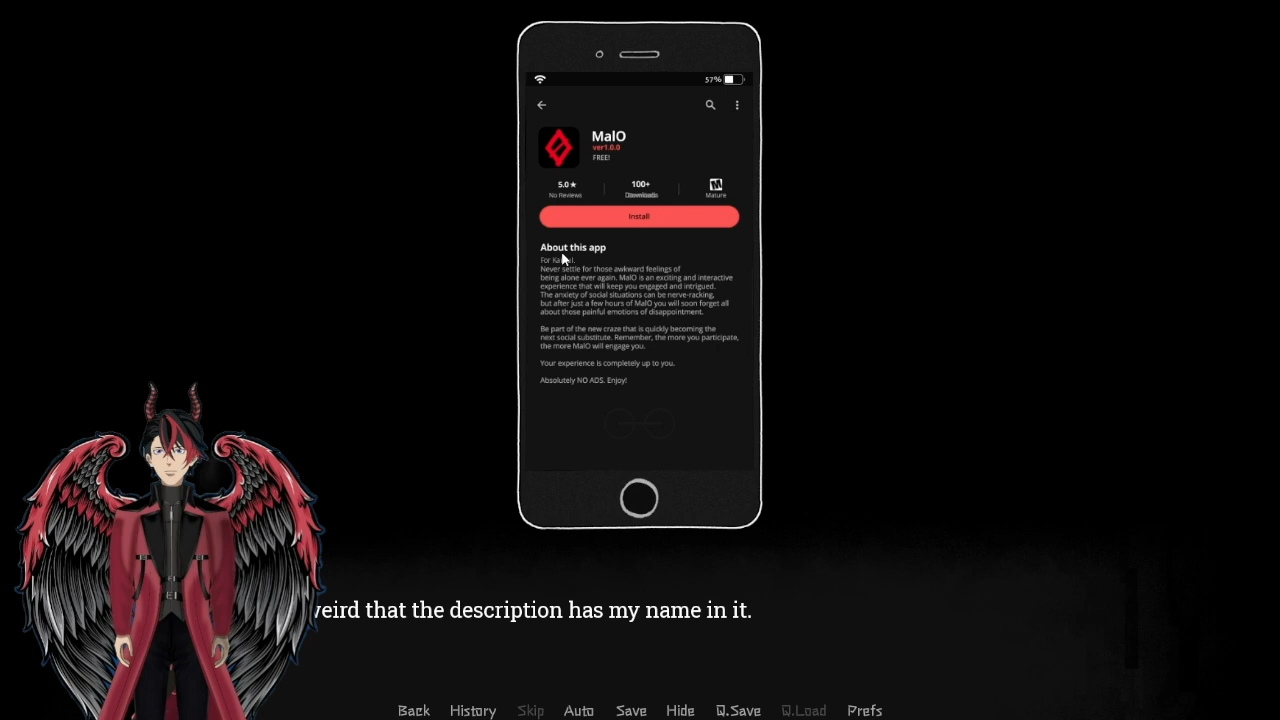 57%
MalO
ver1.0.0
FREE!
5.0★ 100+
No Reviews Downloads Mature
Install
About this app
For
Never settle for those awkward feelings of
being alone ever again. MalO is an exciting and interactive
experience that will keep you engaged and intrigued.
The anxiety of social situations can be nerve-racking,
but after just a few hours of MalO you will soon forget all
about those painful emotions of disappointment.
Be part of the new craze that is quickly becoming the
next social substitute. Remember, the more you participate,
the more MalO will engage you.
Your experience is completely up to you.
Absolutely NO ADS. Enjoy!
that the description has my name in it.
Back History Skip Auto Save Hide Q.Save Q.Load Prefs